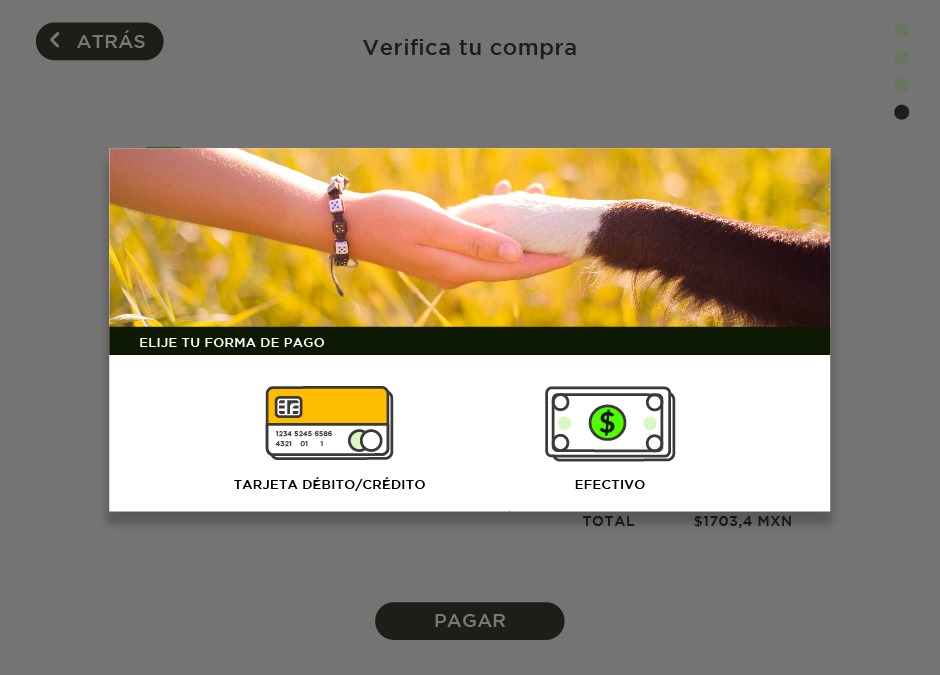 ATRÁS
Verifica tu compra
ELIJE TU FORMA DE PAGO
1234 5245 6586
4321 01 1
$
TARJETA DÉBITO/CRÉDITO
EFECTIVO
TOTAL $1703,4 MXN
PAGAR